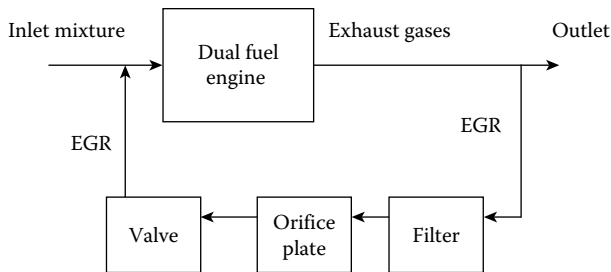 Inlet mixture
Dual fuel
engine
Exhaust gases
Outlet
EGR
EGR
Valve
Orifice
plate
Filter